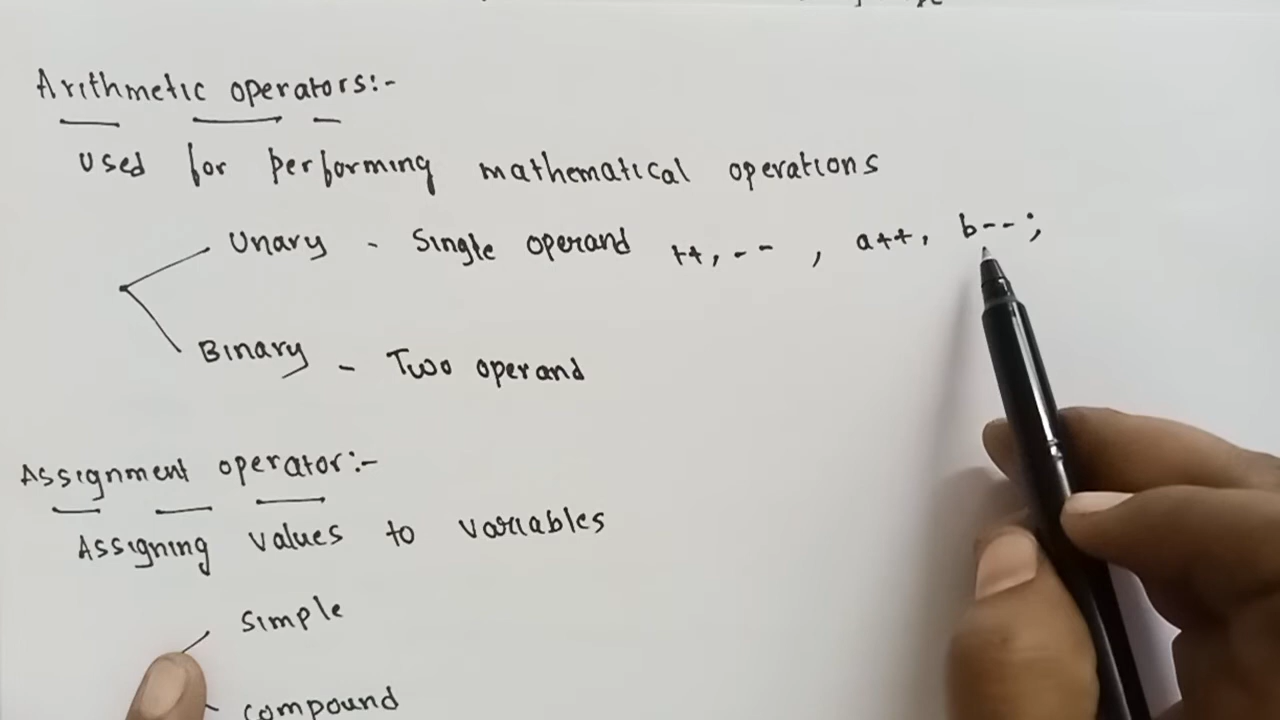 Arithmetic operators:-
Used for performing mathematical operations
Unary - Single operand ++, -- , a++, b--;
Binary - Two operand
Assignment operator:-
Assigning values to variables
Simple
compound